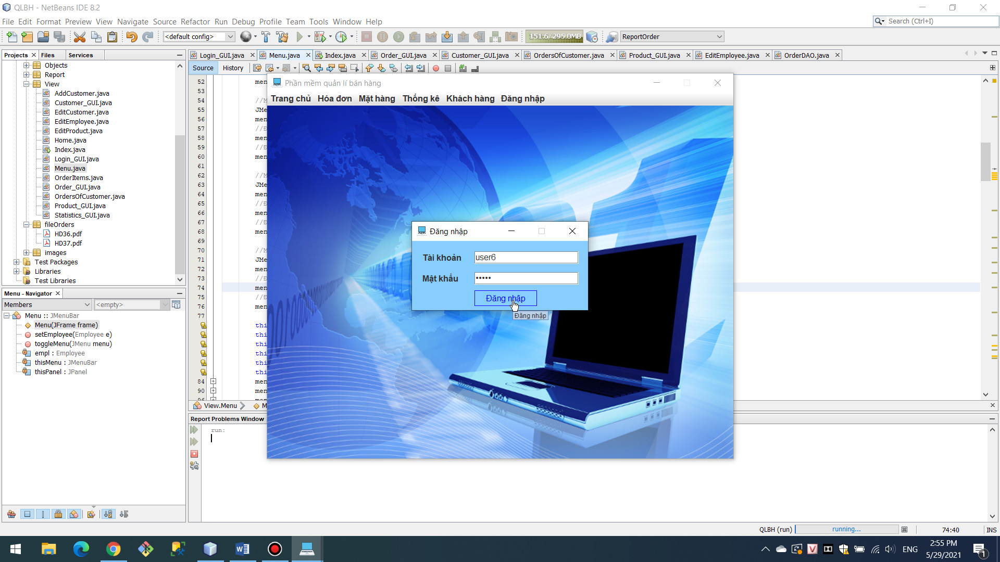 QLBH - NetBeans IDE 8.2
File Edit Format Preview View Navigate Source Refactor Run Debug Profile Team Tools Window Help
Search (Ctrl+I)
<default config>
151.6/295.0MB
ReportOrder
Projects Files Services
Login_GUI.java Menu.java Index.java Order_GUI.java Customer_GUI.java OrdersOfCustomer.java Product_GUI.java EditEmployee.java OrderDAO.java
Source History
Objects
Report
View
AddCustomer.java
Customer_GUI.java
EditCustomer.java
EditEmployee.java
EditProduct.java
Home.java
Index.java
Login_GUI.java
Menu.java
OrderItems.java
Order_GUI.java
OrdersOfCustomer.java
Product_GUI.java
Statistics_GUI.java
fileOrders
HD36.pdf
HD37.pdf
images
Test Packages
Libraries
Test Libraries
52 men
53
54 //M
55 JMe
56 men
57 //Đ
58 men
59 //Đ
60 men
61
62 //M
63 JMe
64 men
65 //Đ
66 men
67 //Đ
68 men
69
70 //M
71 JMe
72 men
73 //Đ
74 men
75 //Đ
76 men
77
thi
thi
thi
thi
thi
thi
84 men
90 men
96 men
View.Menu M
Phần mềm quản lí bán hàng
Trang chủ Hóa đơn Mặt hàng Thống kê Khách hàng Đăng nhập
Đăng nhập
Tài khoản user6
Mật khẩu •••••
Đăng nhập
Đăng nhập
Menu - Navigator
Members <empty>
Menu :: JMenuBar
Menu(JFrame frame)
setEmployee(Employee e)
toggleMenu(JMenu menu)
empl : Employee
thisMenu : JMenuBar
thisPanel : JPanel
Report Problems Window
run:
QLBH (run) running... 74:40 INS
ENG
2:55 PM
5/29/2021
1